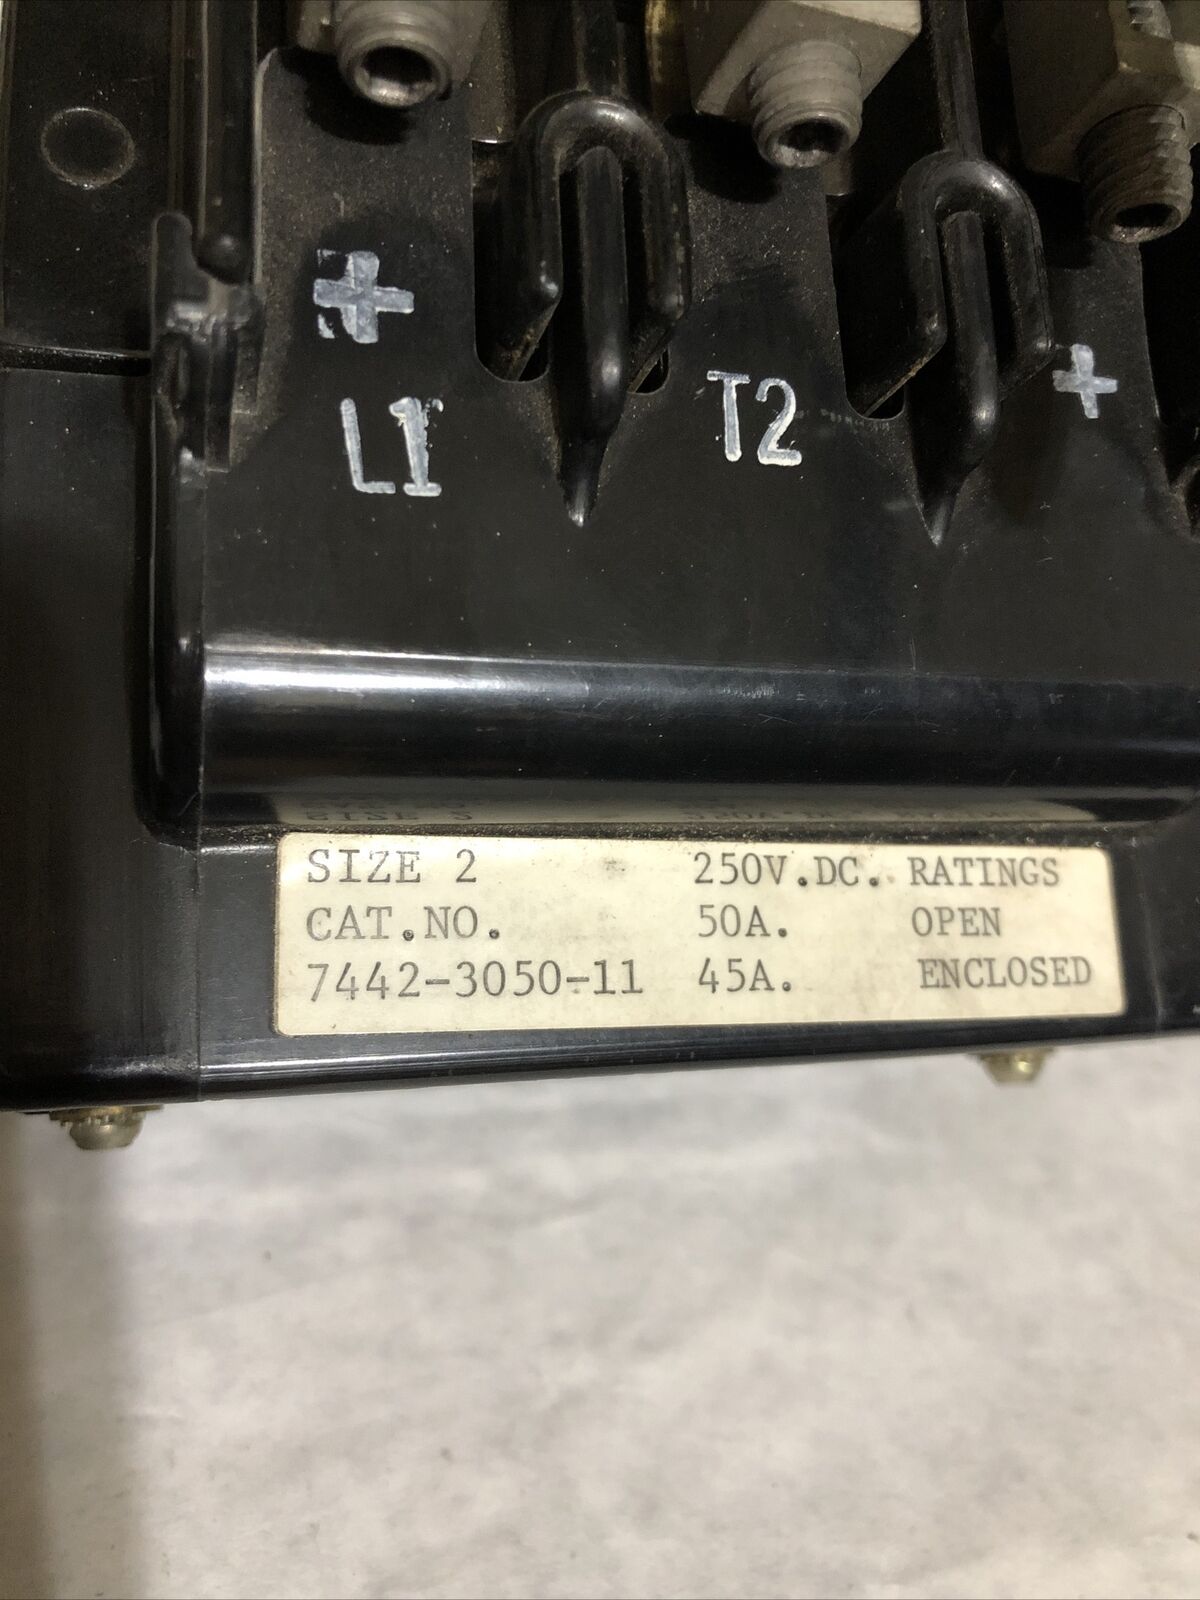 +
L1
T2
+
SIZE 2 250V.DC. RATINGS
CAT.NO. 50A. OPEN
7442-3050-11 45A. ENCLOSED